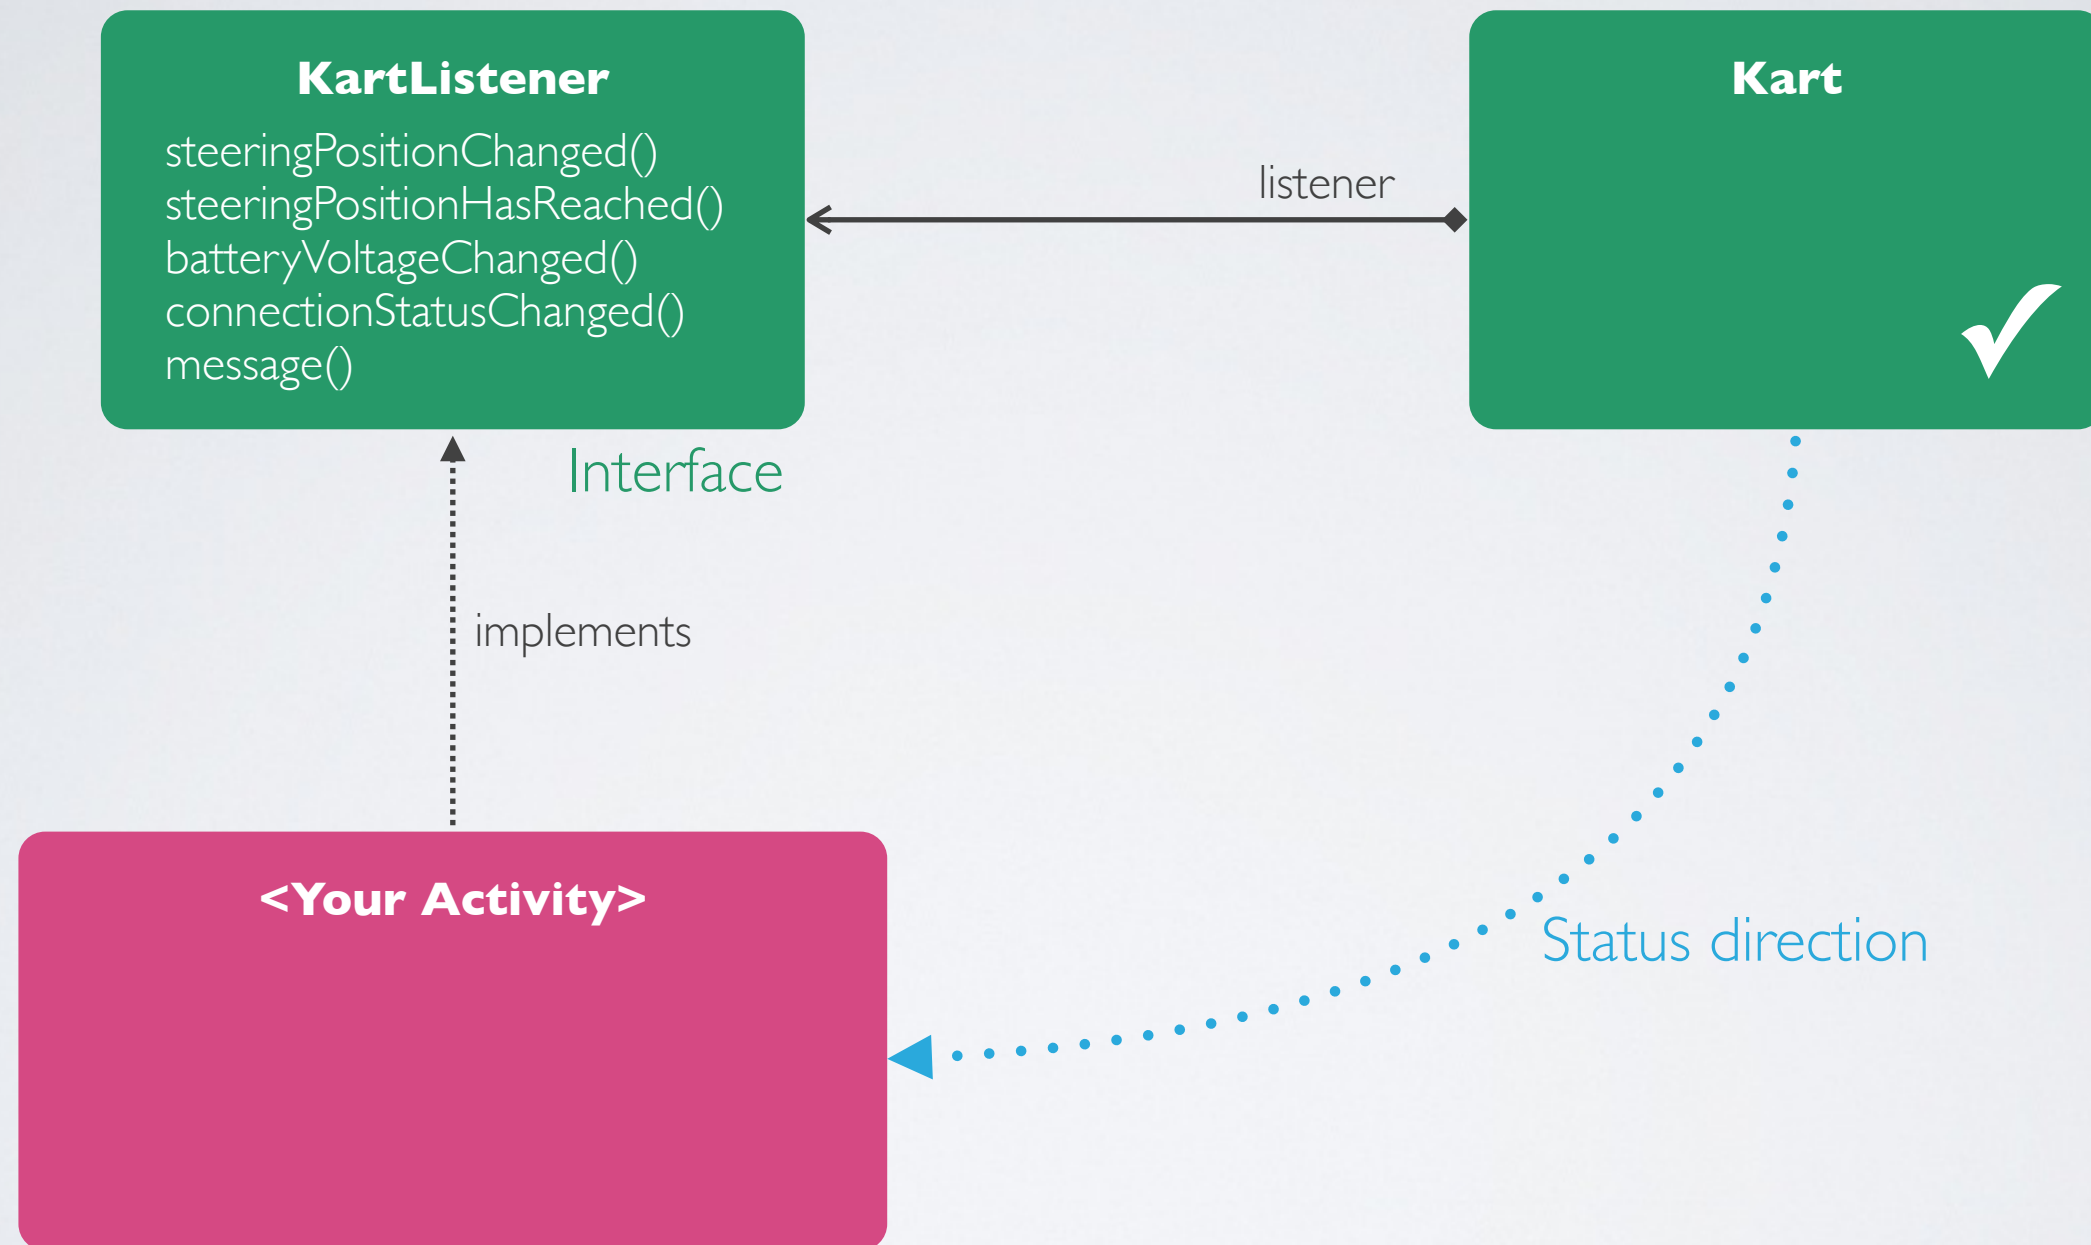 KartListener
steeringPositionChanged()
steeringPositionHasReached()
batteryVoltageChanged()
connectionStatusChanged()
message()
Kart
listener
Interface
implements
<Your Activity>
Status direction